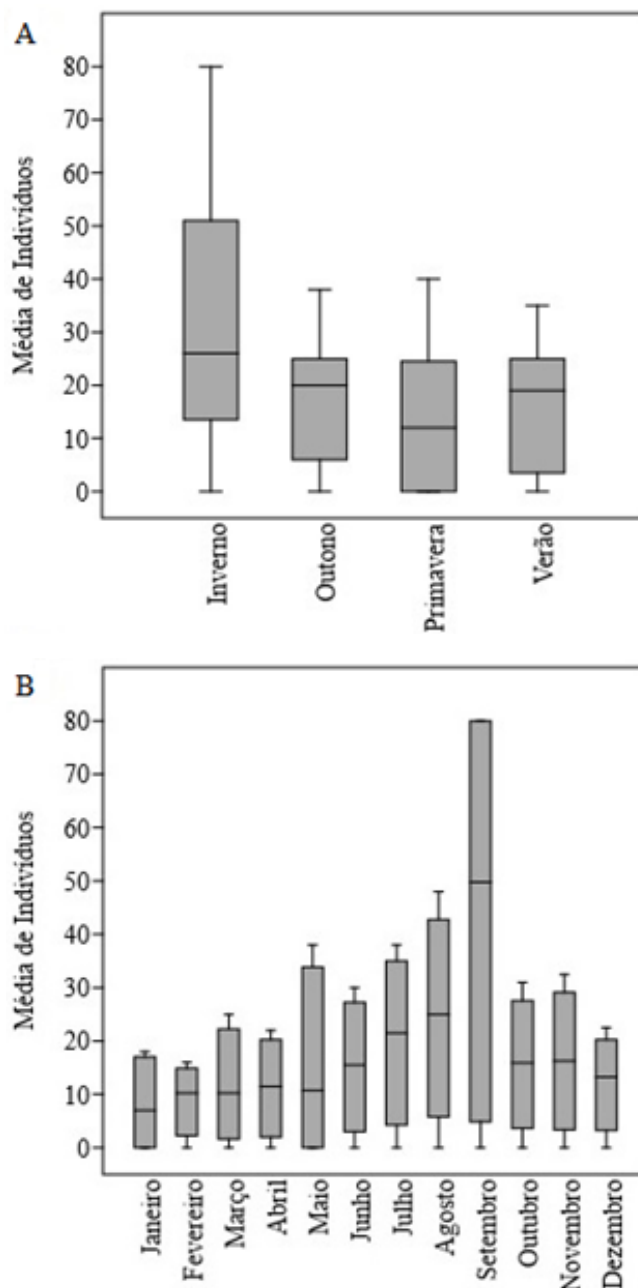 A
Média de Indivíduos
80
70
60
50
40
30
20
10
0
Inverno
Outono
Primavera
Verão
B
Média de Indivíduos
80
70
60
50
40
30
20
10
0
Janeiro
Fevereiro
Março
Abril
Maio
Junho
Julho
Agosto
Setembro
Outubro
Novembro
Dezembro